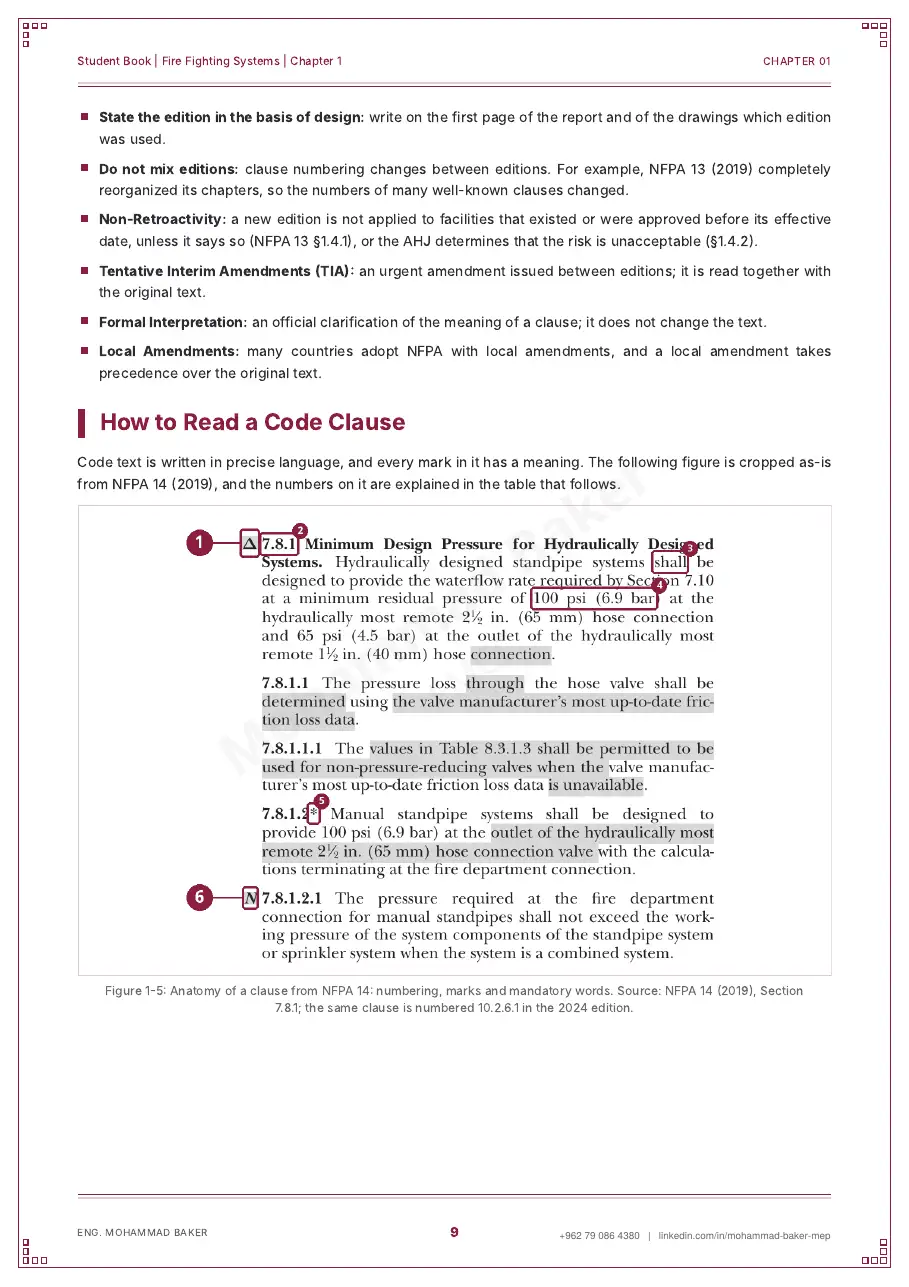 Student Book | Fire Fighting Systems | Chapter 1
CHAPTER 01
State the edition in the basis of design: write on the first page of the report and of the drawings which edition
was used.
Do not mix editions: clause numbering changes between editions. For example, NFPA 13 (2019) completely
reorganized its chapters, so the numbers of many well-known clauses changed.
Non-Retroactivity: a new edition is not applied to facilities that existed or were approved before its effective
date, unless it says so (NFPA 13 §1.4.1), or the AHJ determines that the risk is unacceptable (§1.4.2).
Tentative Interim Amendments (TIA): an urgent amendment issued between editions; it is read together with
the original text.
Formal Interpretation: an official clarification of the meaning of a clause; it does not change the text.
Local Amendments: many countries adopt NFPA with local amendments, and a local amendment takes
precedence over the original text.
How to Read a Code Clause
Code text is written in precise language, and every mark in it has a meaning. The following figure is cropped as-is
from NFPA 14 (2019), and the numbers on it are explained in the table that follows.
1 Δ 7.8.1 2 Minimum Design Pressure for Hydraulically Designed
Systems. Hydraulically designed standpipe systems shall 3 be
designed to provide the waterflow rate required by Section 7.10
at a minimum residual pressure of 100 psi (6.9 bar) 4 at the
hydraulically most remote 2½ in. (65 mm) hose connection
and 65 psi (4.5 bar) at the outlet of the hydraulically most
remote 1½ in. (40 mm) hose connection.
7.8.1.1 The pressure loss through the hose valve shall be
determined using the valve manufacturer's most up-to-date fric-
tion loss data.
7.8.1.1.1 The values in Table 8.3.1.3 shall be permitted to be
used for non-pressure-reducing valves when the valve manufac-
turer's most up-to-date friction loss data is unavailable.
7.8.1.2* 5 Manual standpipe systems shall be designed to
provide 100 psi (6.9 bar) at the outlet of the hydraulically most
remote 2½ in. (65 mm) hose connection valve with the calcula-
tions terminating at the fire department connection.
6 N 7.8.1.2.1 The pressure required at the fire department
connection for manual standpipes shall not exceed the work-
ing pressure of the system components of the standpipe system
or sprinkler system when the system is a combined system.
Figure 1-5: Anatomy of a clause from NFPA 14: numbering, marks and mandatory words. Source: NFPA 14 (2019), Section
7.8.1; the same clause is numbered 10.2.6.1 in the 2024 edition.
ENG. MOHAMMAD BAKER
9
+962 79 086 4380 | linkedin.com/in/mohammad-baker-mep